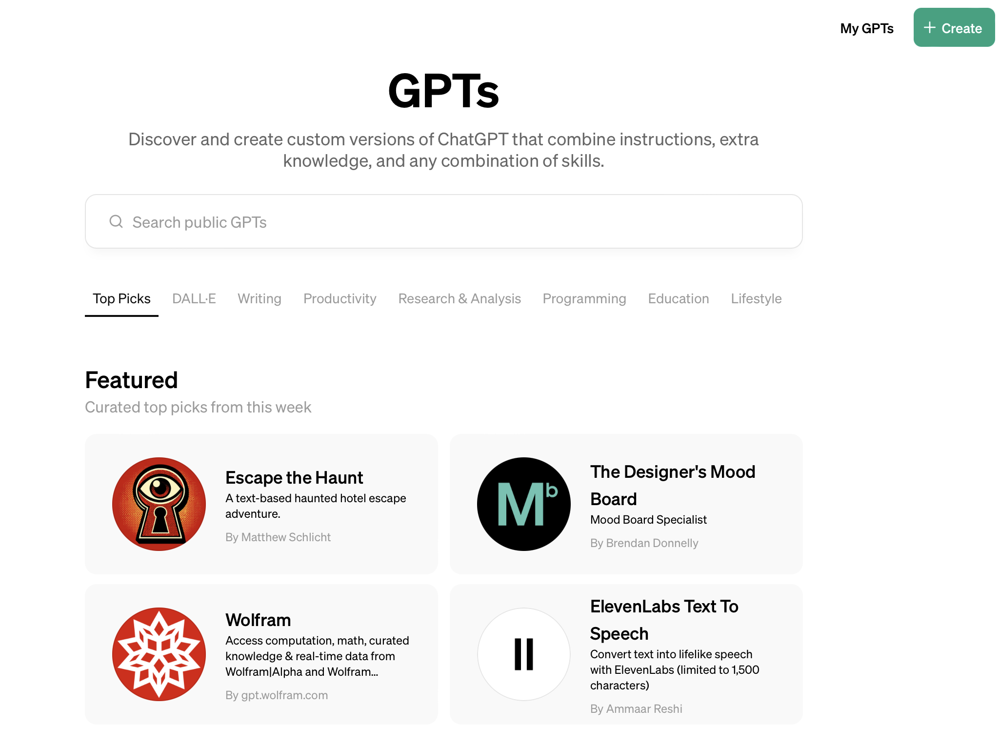 My GPTs
Create
GPTs
Discover and create custom versions of ChatGPT that combine instructions, extra
knowledge, and any combination of skills.
Search public GPTs
Top Picks DALL·E Writing Productivity Research & Analysis Programming Education Lifestyle
Featured
Curated top picks from this week
Escape the Haunt
A text-based haunted hotel escape
adventure.
By Matthew Schlicht
Mb
The Designer's Mood
Board
Mood Board Specialist
By Brendan Donnelly
Wolfram
Access computation, math, curated
knowledge & real-time data from
Wolfram|Alpha and Wolfram...
By gpt.wolfram.com
ElevenLabs Text To
Speech
Convert text into lifelike speech
with ElevenLabs (limited to 1,500
characters)
By Ammaar Reshi